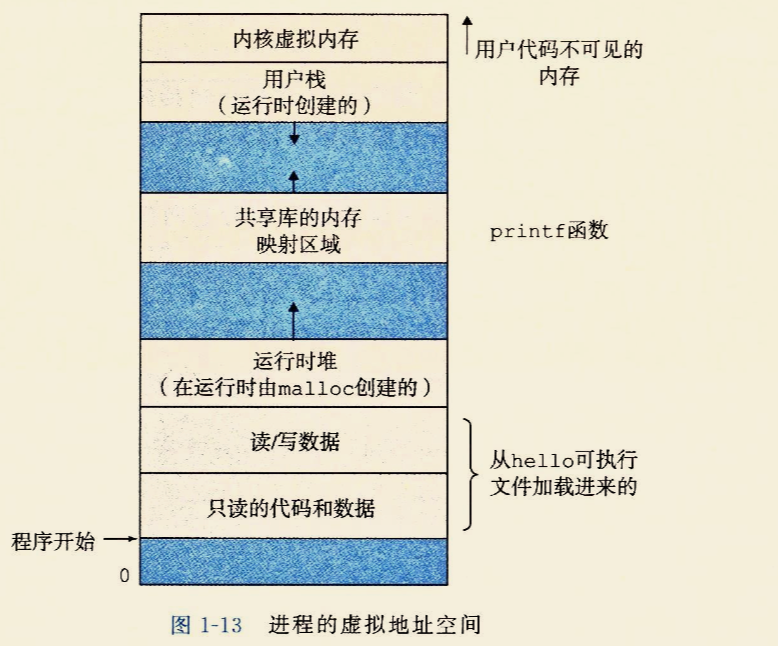 内核虚拟内存
用户代码不可见的
内存
用户栈
（运行时创建的）
共享库的内存
映射区域
printf函数
运行时堆
（在运行时由malloc创建的）
读/写数据
从hello可执行
文件加载进来的
只读的代码和数据
程序开始
0
图 1-13 进程的虚拟地址空间